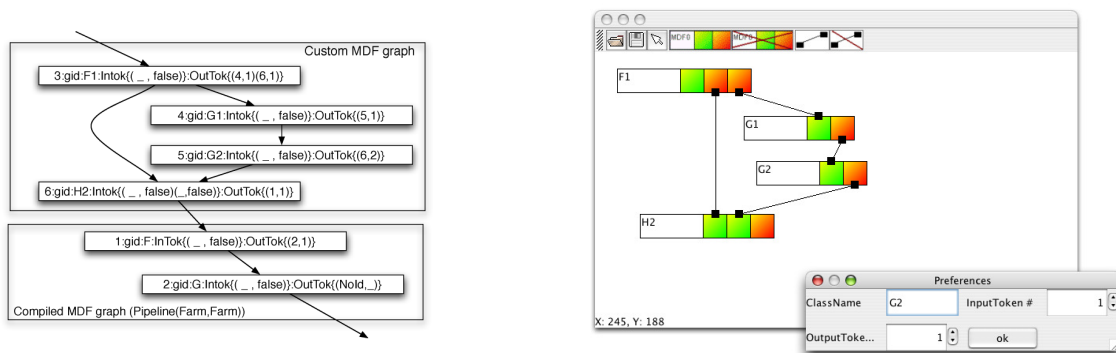 Custom MDF graph
3:gid:F1:Intok{( _ , false)}:OutTok{(4,1)(6,1)}
4:gid:G1:Intok{( _ , false)}:OutTok{(5,1)}
5:gid:G2:Intok{( _ , false)}:OutTok{(6,2)}
6:gid:H2:Intok{( _ , false)(_,false)}:OutTok{(1,1)}
1:gid:F:InTok{( _ , false)}:OutTok{(2,1)}
2:gid:G:Intok{( _ , false)}:OutTok{(NoId,_)}
Compiled MDF graph (Pipeline(Farm,Farm))
MDF0 MDF0
F1
G1
G2
H2
X: 245, Y: 188
Preferences
ClassName G2 InputToken # 1
OutputToke... 1 ok